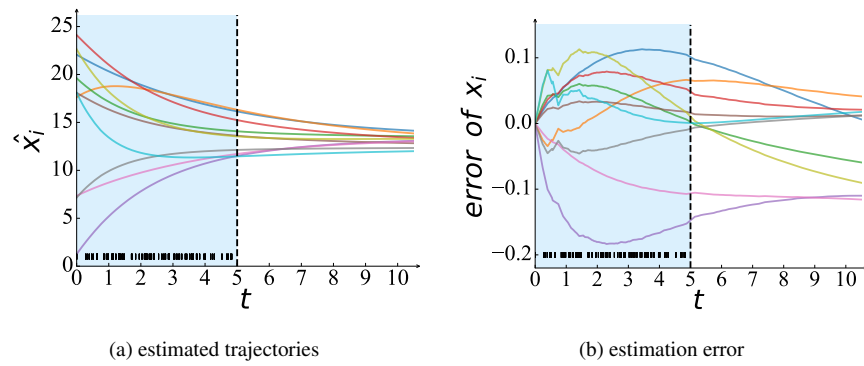 25
20
15
10
5
0
x̂ᵢ
0 1 2 3 4 5 6 7 8 9 10
t
(a) estimated trajectories
0.1
0.0
−0.1
−0.2
error of xᵢ
0 1 2 3 4 5 6 7 8 9 10
t
(b) estimation error